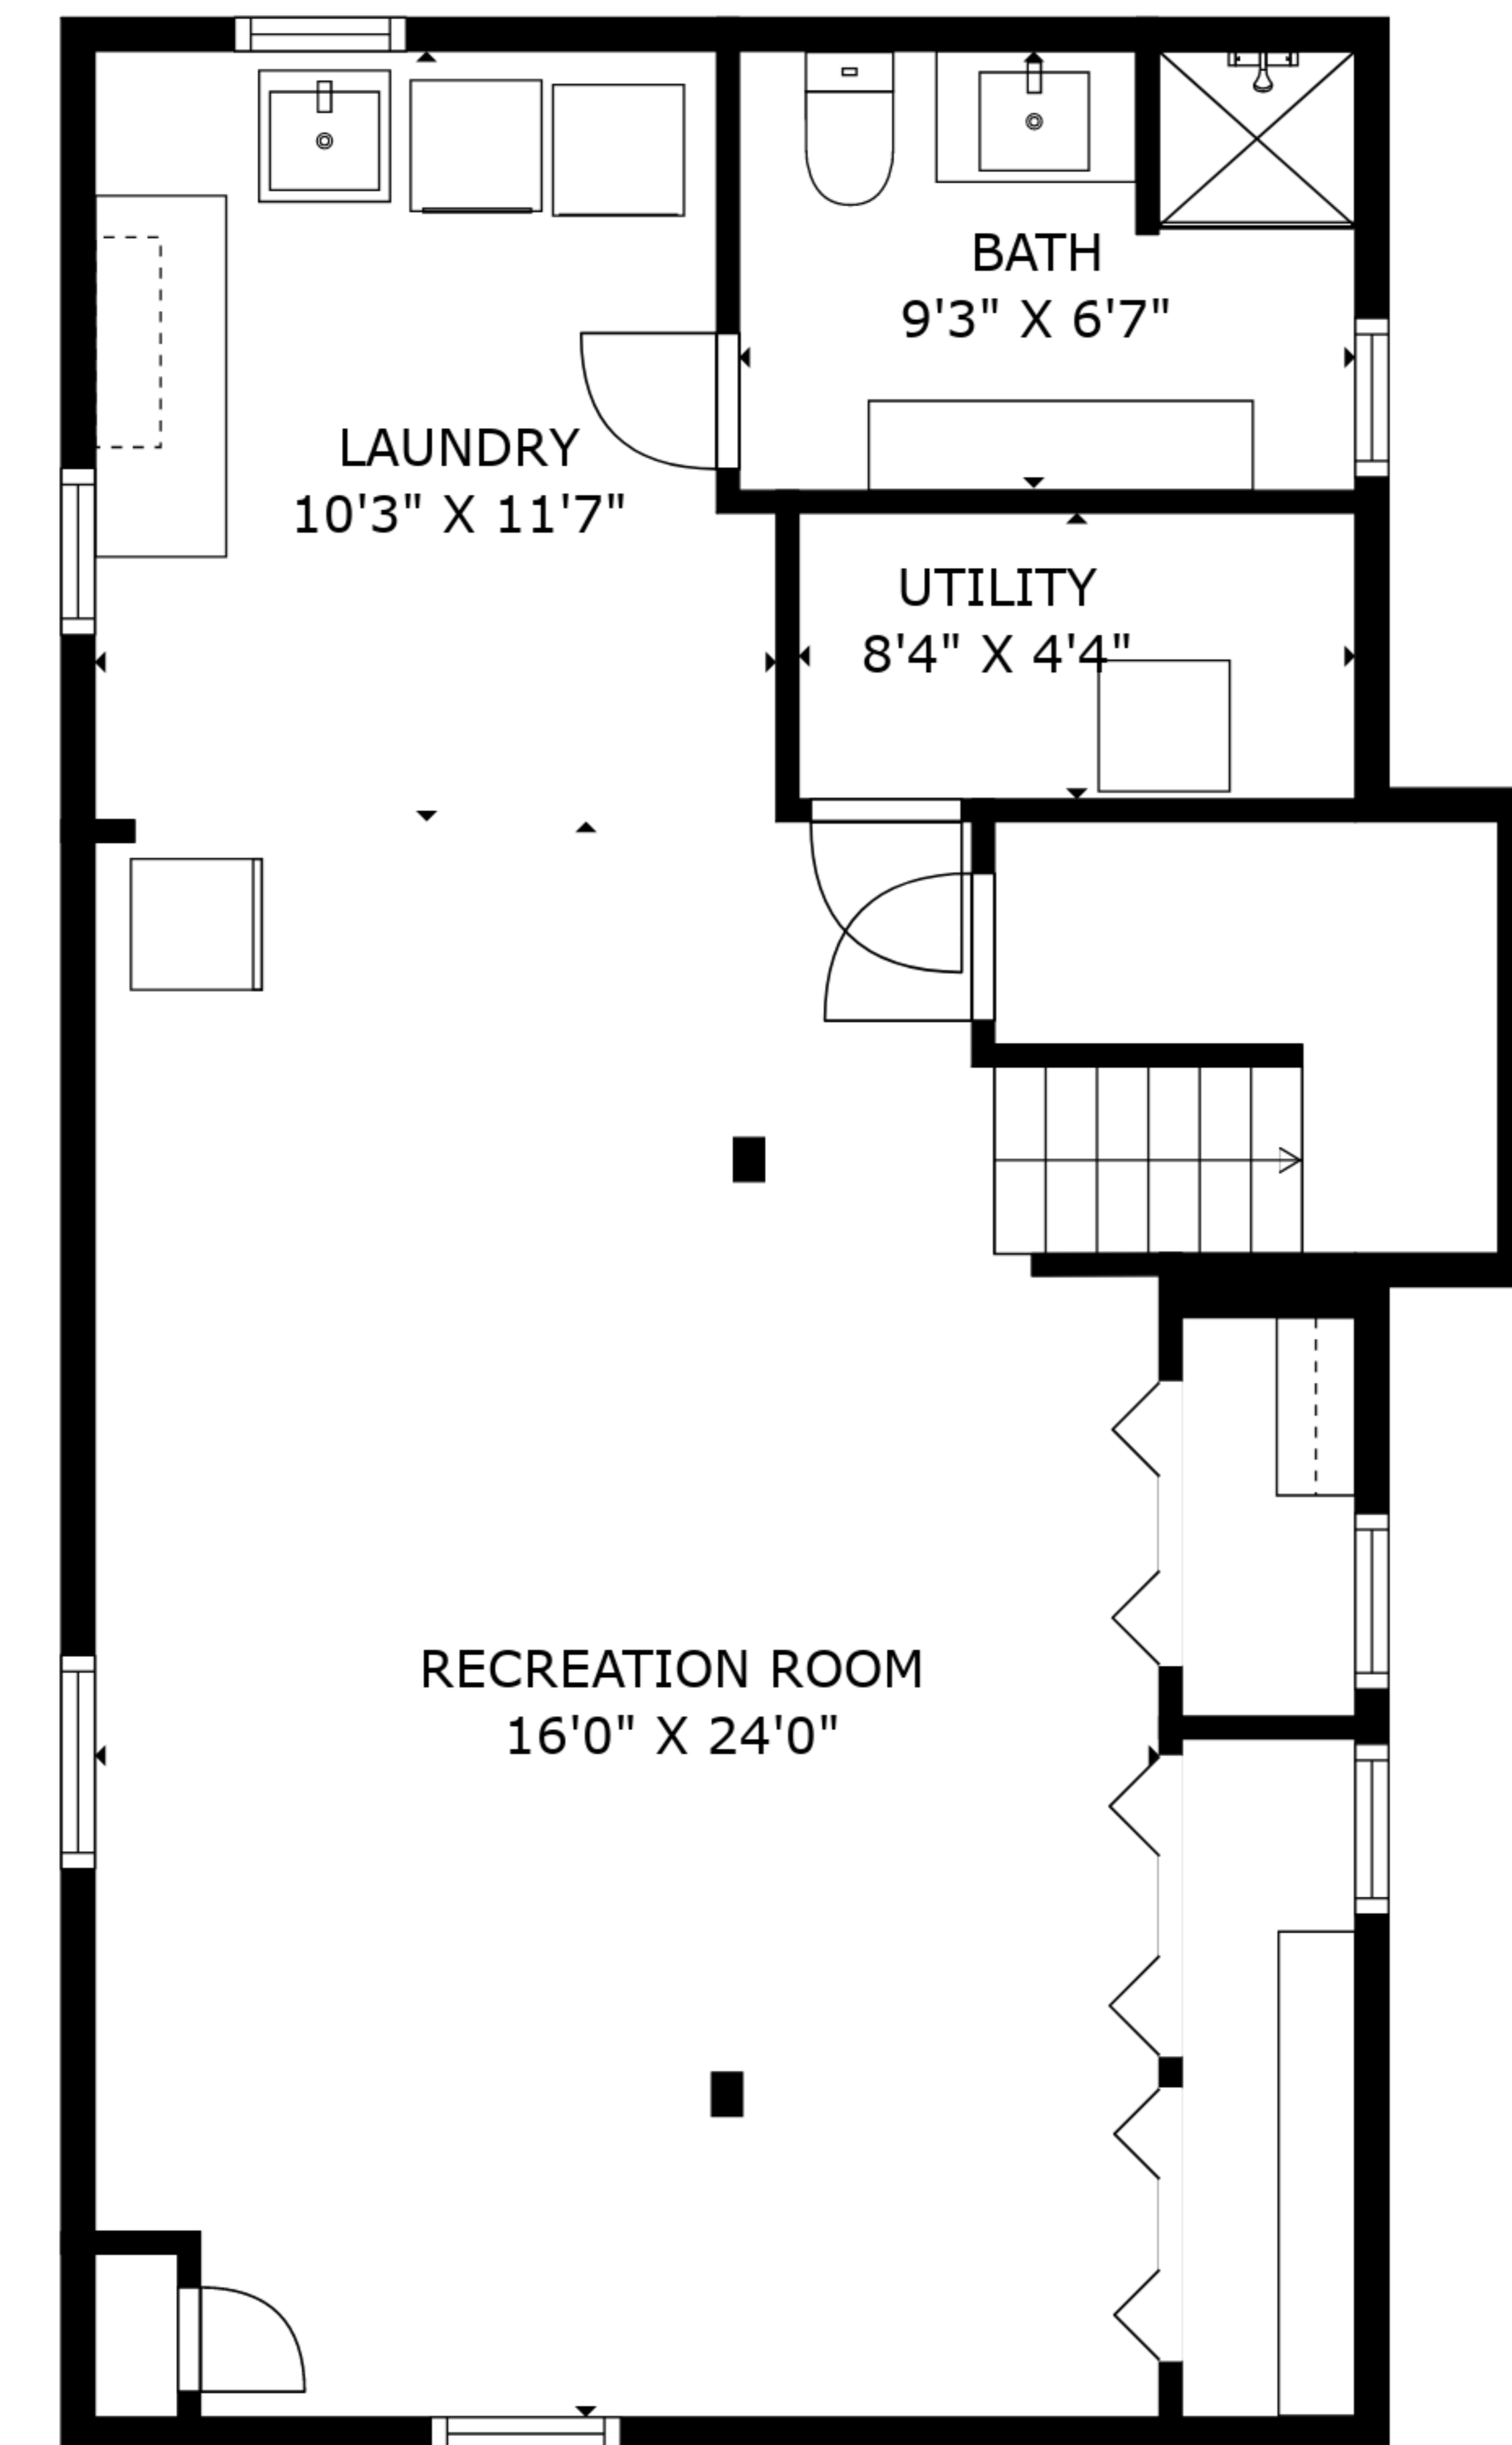 BATH
9'3" X 6'7"
LAUNDRY
10'3" X 11'7"
UTILITY
8'4" X 4'4"
RECREATION ROOM
16'0" X 24'0"